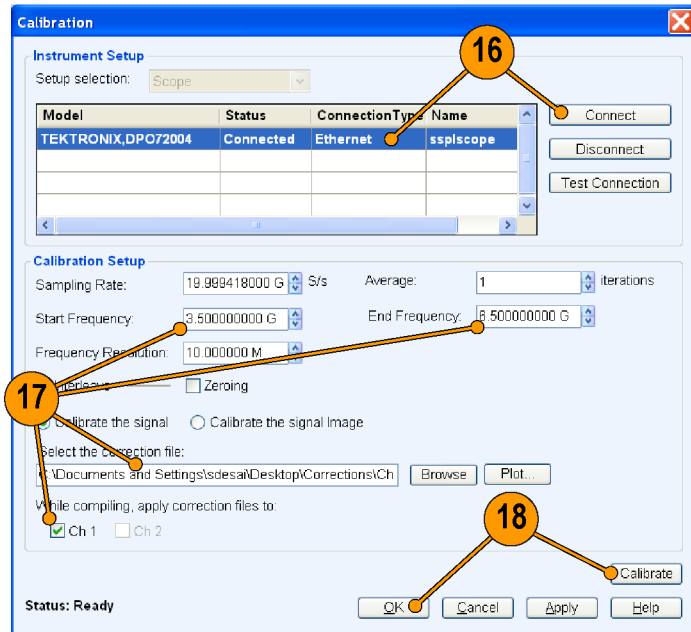 Calibration
Instrument Setup
16
Setup selection: Scope
Model Status ConnectionType Name
Connect
TEKTRONIX,DPO72004 Connected Ethernet ssplscope
Disconnect
Test Connection
Calibration Setup
Sampling Rate: 19.999418000 G S/s Average: 1 iterations
Start Frequency: 3.500000000 G End Frequency: 6.500000000 G
Frequency Resolution: 10.000000 M
17
Zeroing
Calibrate the signal Calibrate the signal Image
Select the correction file:
C:\Documents and Settings\sdesai\Desktop\Corrections\Ch Browse Plot...
While compiling, apply correction files to:
18
Ch 1 Ch 2
Calibrate
Status: Ready OK Cancel Apply Help